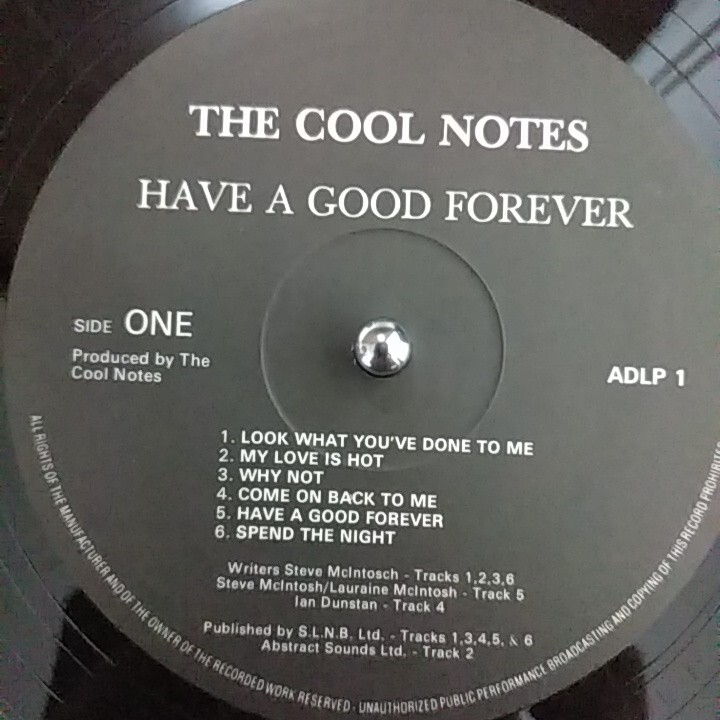 THE COOL NOTES
HAVE A GOOD FOREVER
SIDE ONE
Produced by The
Cool Notes
ADLP 1
1. LOOK WHAT YOU'VE DONE TO ME
2. MY LOVE IS HOT
3. WHY NOT
4. COME ON BACK TO ME
5. HAVE A GOOD FOREVER
6. SPEND THE NIGHT
Writers Steve McIntosch - Tracks 1,2,3,6
Steve McIntosh/Lauraine McIntosh - Track 5
Ian Dunstan - Track 4
Published by S.L.N.B. Ltd. - Tracks 1,3,4,5, & 6
Abstract Sounds Ltd. - Track 2
ALL RIGHTS OF THE MANUFACTURER AND OF THE OWNER OF THE RECORDED WORK RESERVED - UNAUTHORIZED PUBLIC PERFORMANCE BROADCASTING AND COPYING OF THIS RECORD PROHIBITED